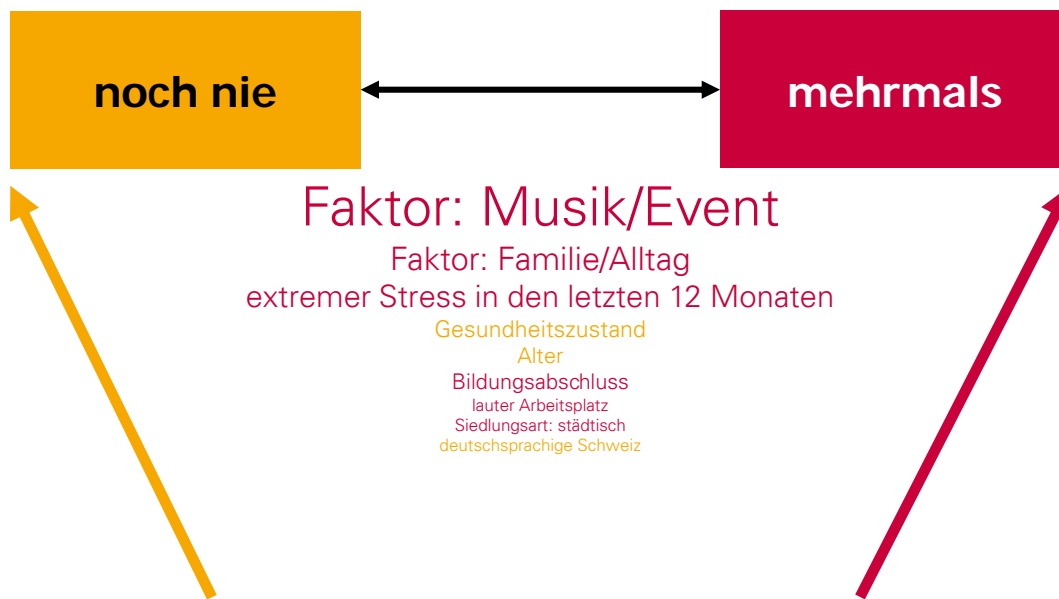 noch nie
mehrmals
Faktor: Musik/Event
Faktor: Familie/Alltag
extremer Stress in den letzten 12 Monaten
Gesundheitszustand
Alter
Bildungsabschluss
lauter Arbeitsplatz
Siedlungsart: städtisch
deutschsprachige Schweiz